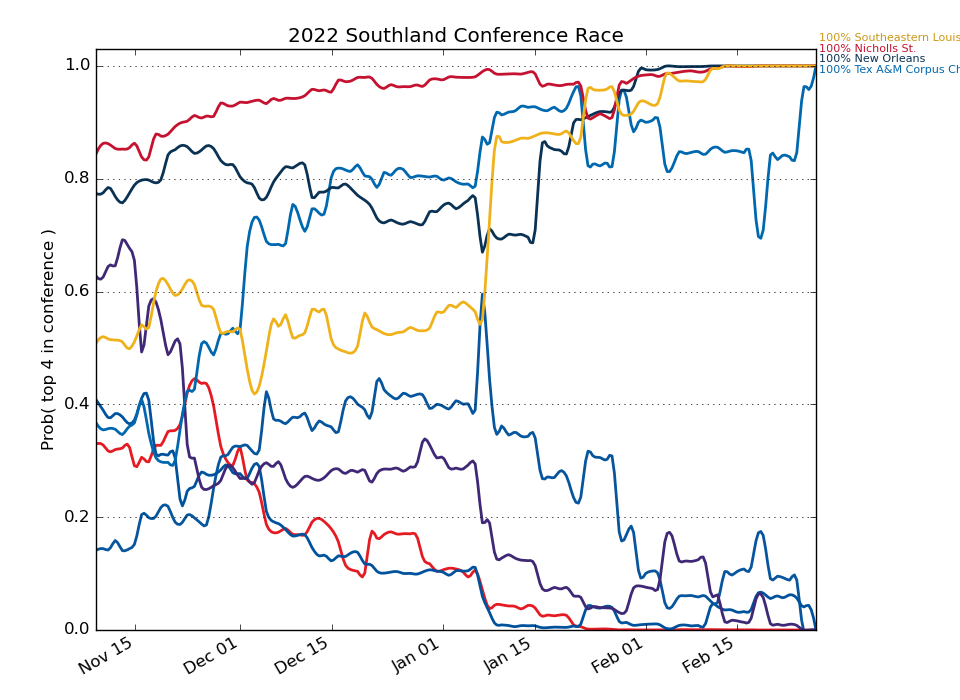 2022 Southland Conference Race
100% Southeastern Louis
100% Nicholls St.
100% New Orleans
100% Tex A&M Corpus Ch
Prob( top 4 in conference )
1.0
0.8
0.6
0.4
0.2
0.0
Nov 15
Dec 01
Dec 15
Jan 01
Jan 15
Feb 01
Feb 15